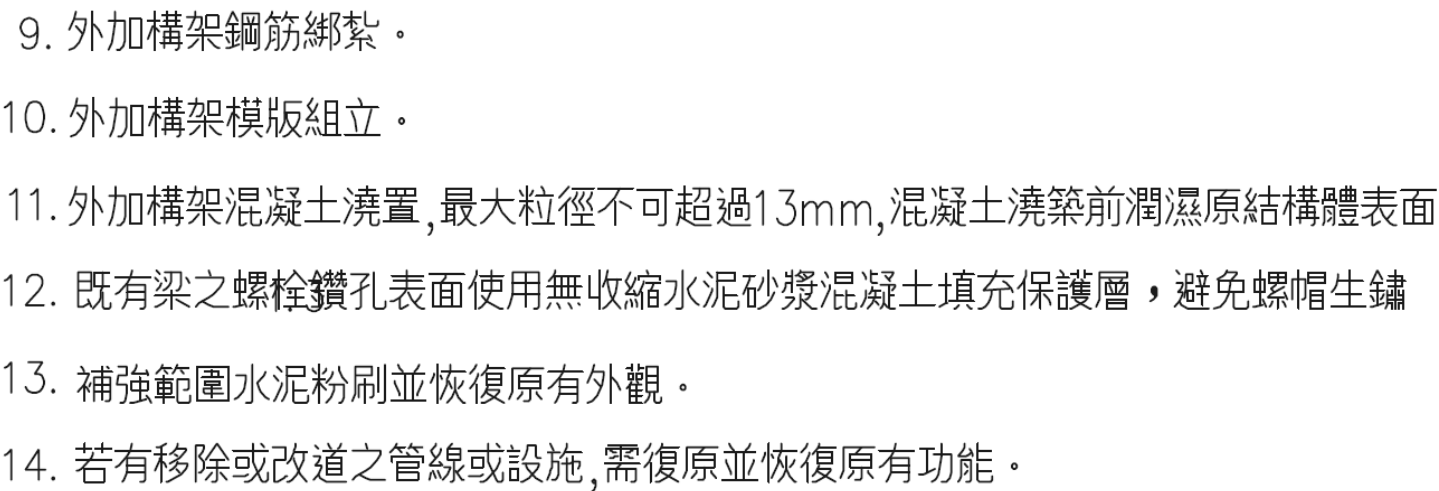 9. 外加構架鋼筋綁紮。
10. 外加構架模版組立。
11. 外加構架混凝土澆置,最大粒徑不可超過13mm,混凝土澆築前潤濕原結構體表面
12. 既有梁之螺栓鑽孔表面使用無收縮水泥砂漿混凝土填充保護層，避免螺帽生鏽
13. 補強範圍水泥粉刷並恢復原有外觀。
14. 若有移除或改道之管線或設施,需復原並恢復原有功能。